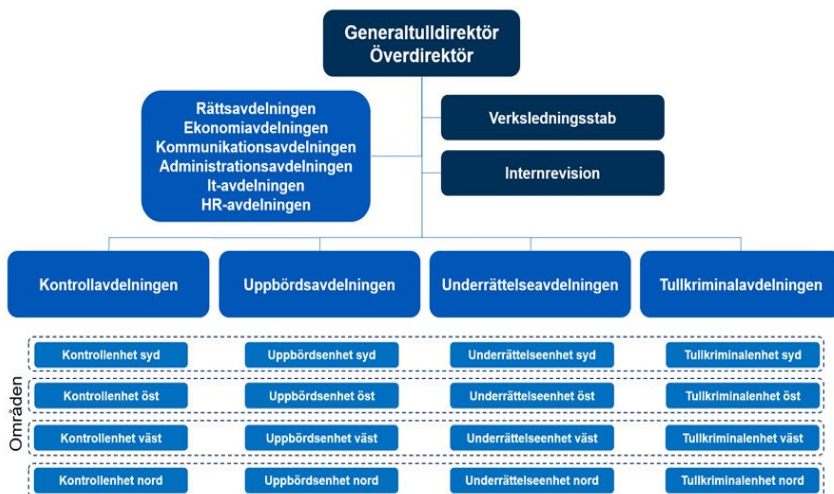 Generaltulldirektör
Överdirektör
Rättsavdelningen
Ekonomiavdelningen
Kommunikationsavdelningen
Administrationsavdelningen
It-avdelningen
HR-avdelningen
Verksledningsstab
Internrevision
Kontrollavdelningen
Uppbördsavdelningen
Underrättelseavdelningen
Tullkriminalavdelningen
Områden
Kontrollenhet syd
Uppbördsenhet syd
Underrättelseenhet syd
Tullkriminalenhet syd
Kontrollenhet öst
Uppbördsenhet öst
Underrättelseenhet öst
Tullkriminalenhet öst
Kontrollenhet väst
Uppbördsenhet väst
Underrättelseenhet väst
Tullkriminalenhet väst
Kontrollenhet nord
Uppbördsenhet nord
Underrättelseenhet nord
Tullkriminalenhet nord